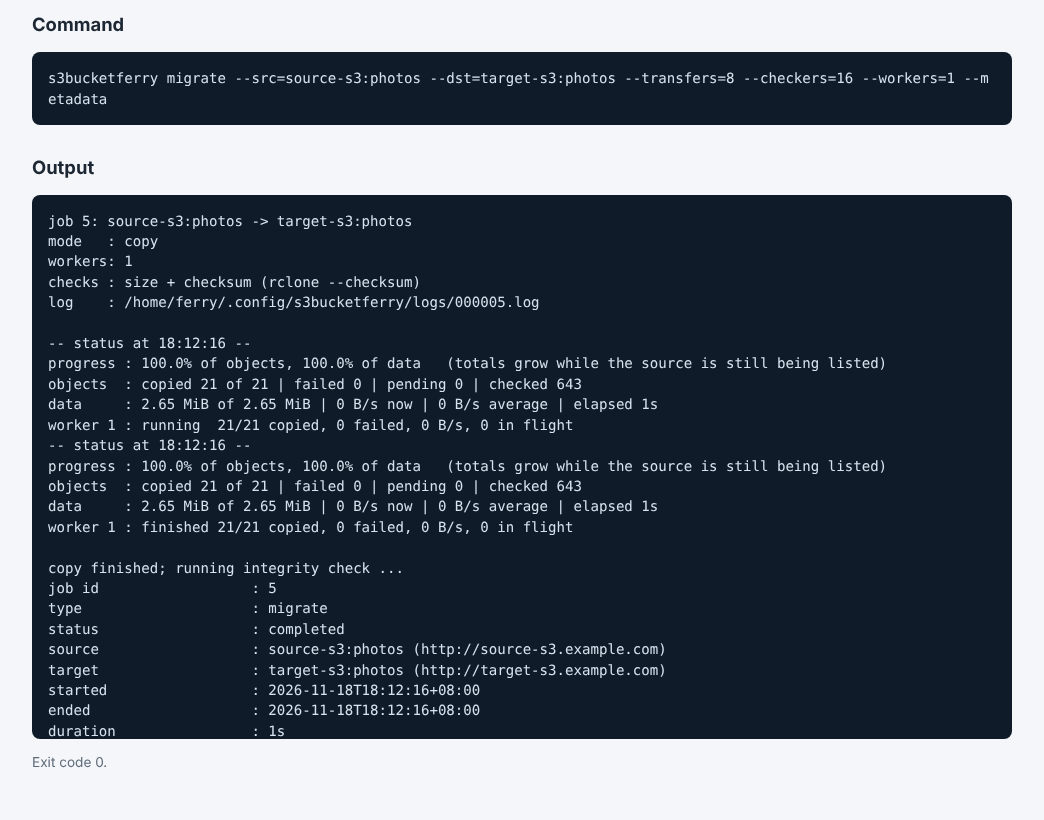 Command
s3bucketferry migrate --src=source-s3:photos --dst=target-s3:photos --transfers=8 --checkers=16 --workers=1 --m
etadata
Output
job 5: source-s3:photos -> target-s3:photos
mode   : copy
workers: 1
checks : size + checksum (rclone --checksum)
log    : /home/ferry/.config/s3bucketferry/logs/000005.log
-- status at 18:12:16 --
progress : 100.0% of objects, 100.0% of data   (totals grow while the source is still being listed)
objects  : copied 21 of 21 | failed 0 | pending 0 | checked 643
data     : 2.65 MiB of 2.65 MiB | 0 B/s now | 0 B/s average | elapsed 1s
worker 1 : running  21/21 copied, 0 failed, 0 B/s, 0 in flight
-- status at 18:12:16 --
progress : 100.0% of objects, 100.0% of data   (totals grow while the source is still being listed)
objects  : copied 21 of 21 | failed 0 | pending 0 | checked 643
data     : 2.65 MiB of 2.65 MiB | 0 B/s now | 0 B/s average | elapsed 1s
worker 1 : finished 21/21 copied, 0 failed, 0 B/s, 0 in flight
copy finished; running integrity check ...
job id                  : 5
type                    : migrate
status                  : completed
source                  : source-s3:photos (http://source-s3.example.com)
target                  : target-s3:photos (http://target-s3.example.com)
started                 : 2026-11-18T18:12:16+08:00
ended                   : 2026-11-18T18:12:16+08:00
duration                : 1s
Exit code 0.